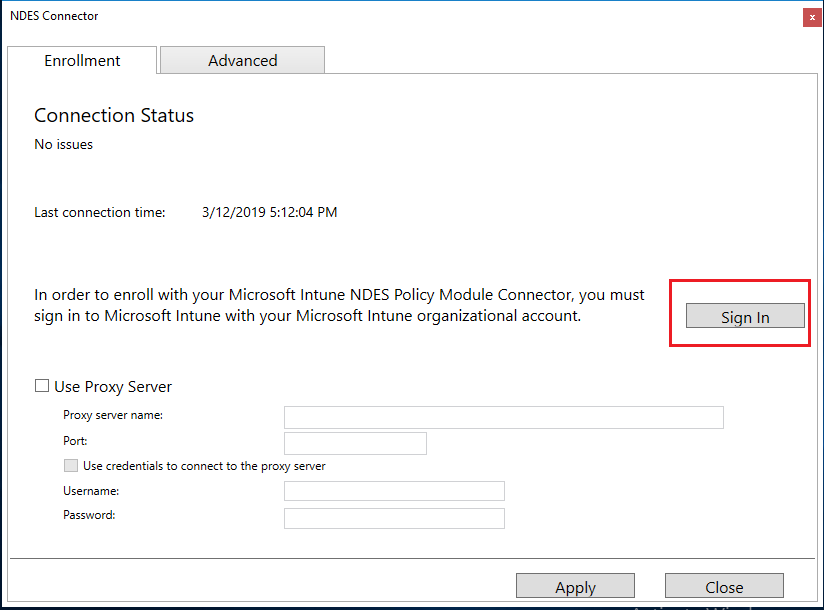 NDES Connector
x
Enrollment
Advanced
Connection Status
No issues
Last connection time: 3/12/2019 5:12:04 PM
In order to enroll with your Microsoft Intune NDES Policy Module Connector, you must
sign in to Microsoft Intune with your Microsoft Intune organizational account.
Sign In
Use Proxy Server
Proxy server name:
Port:
Use credentials to connect to the proxy server
Username:
Password:
Apply
Close